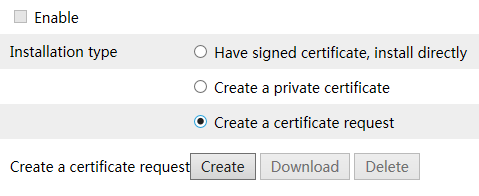 Enable
Installation type
Have signed certificate, install directly
Create a private certificate
Create a certificate request
Create a certificate request Create Download Delete